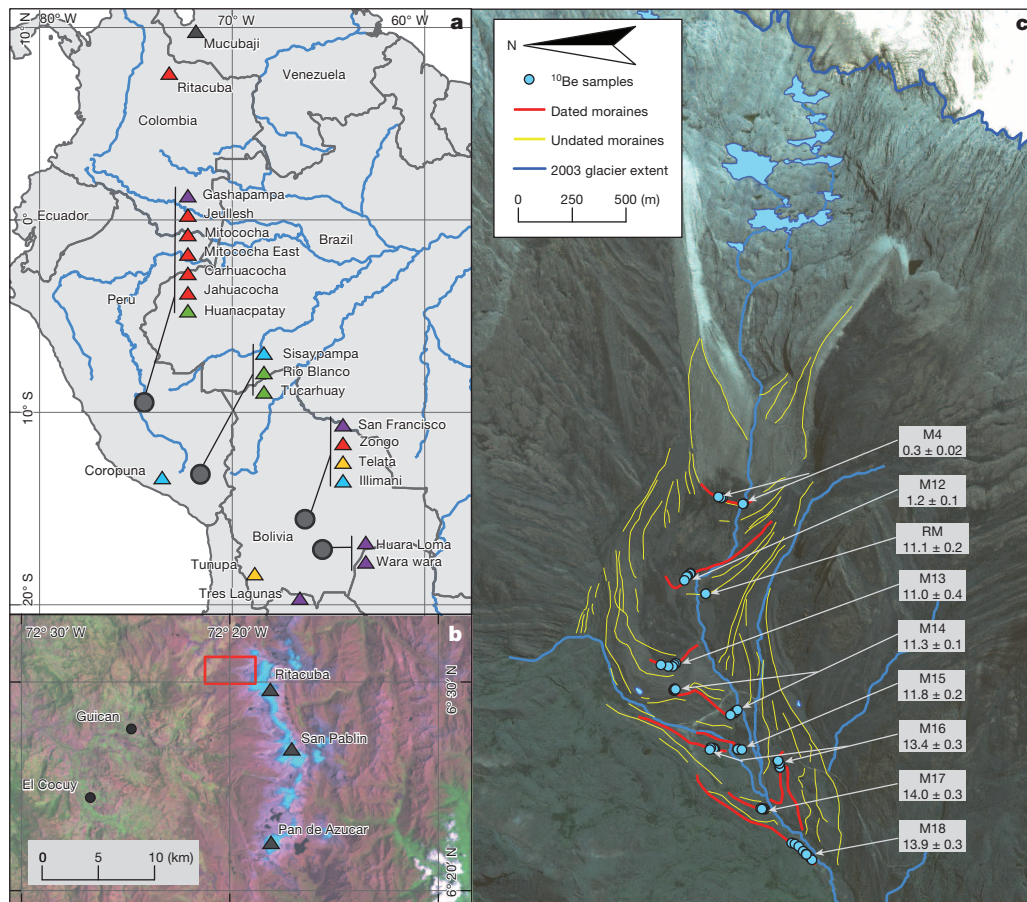 a
80° W
70° W
60° W
10° N
0°
10° S
20° S
Mucubaji
Ritacuba
Venezuela
Colombia
Ecuador
Gashapampa
Jeullesh
Mitococha
Mitococha East
Carhuacocha
Jahuacocha
Huanacpatay
Brazil
Peru
Sisaypampa
Rio Blanco
Tucarhuay
San Francisco
Zongo
Telata
Illimani
Coropuna
Bolivia
Huara Loma
Wara wara
Tunupa
Tres Lagunas
b
72° 30′ W
72° 20′ W
6° 30′ N
6° 20′ N
Ritacuba
Guican
San Pablin
El Cocuy
Pan de Azucar
0 5 10 (km)
c
N
¹⁰Be samples
Dated moraines
Undated moraines
2003 glacier extent
0 250 500 (m)
M4
0.3 ± 0.02
M12
1.2 ± 0.1
RM
11.1 ± 0.2
M13
11.0 ± 0.4
M14
11.3 ± 0.1
M15
11.8 ± 0.2
M16
13.4 ± 0.3
M17
14.0 ± 0.3
M18
13.9 ± 0.3